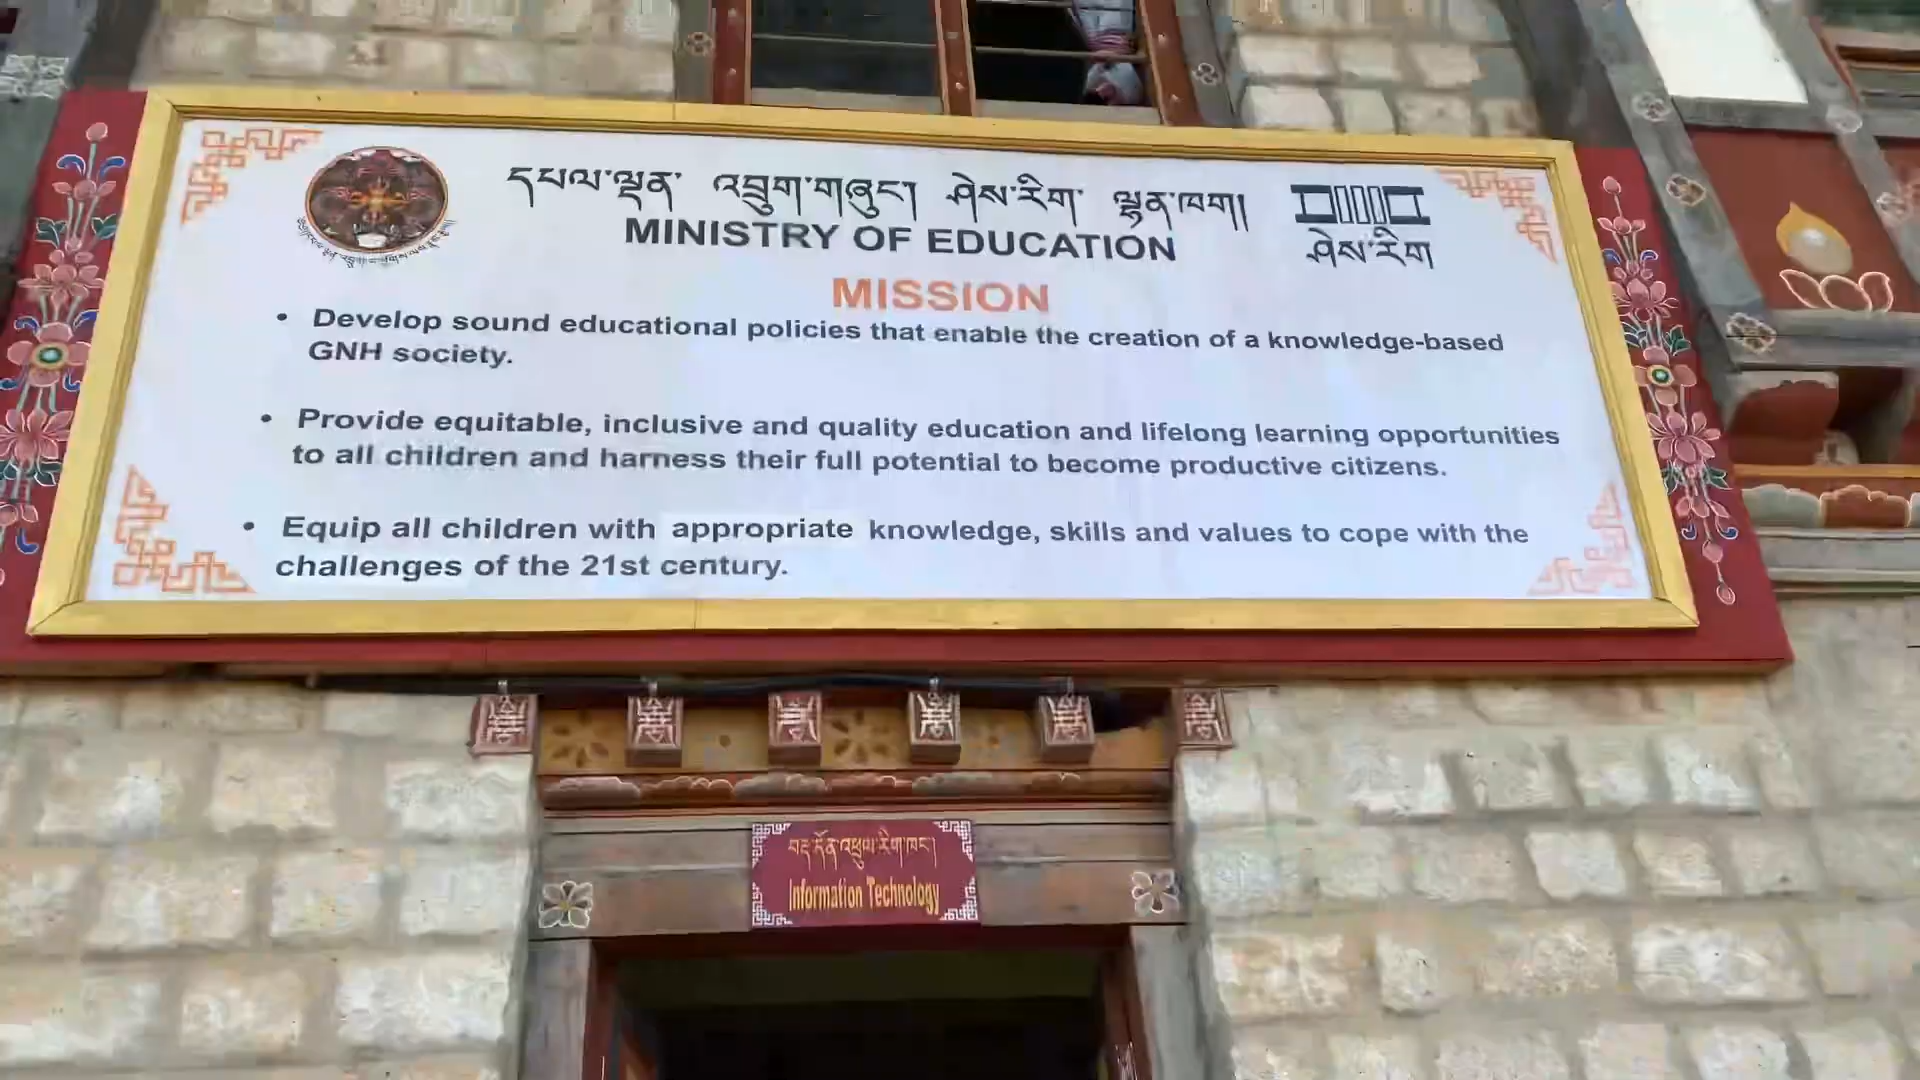 དཔལ་ལྡན་ འབྲུག་གཞུང། ཤེས་རིག་ ལྷན་ཁག།
MINISTRY OF EDUCATION
ཤེས་རིག
MISSION
• Develop sound educational policies that enable the creation of a knowledge-based
GNH society.
• Provide equitable, inclusive and quality education and lifelong learning opportunities
to all children and harness their full potential to become productive citizens.
• Equip all children with appropriate knowledge, skills and values to cope with the
challenges of the 21st century.
བརྡ་དོན་འཕྲུལ་རིག་ཁང་།
Information Technology